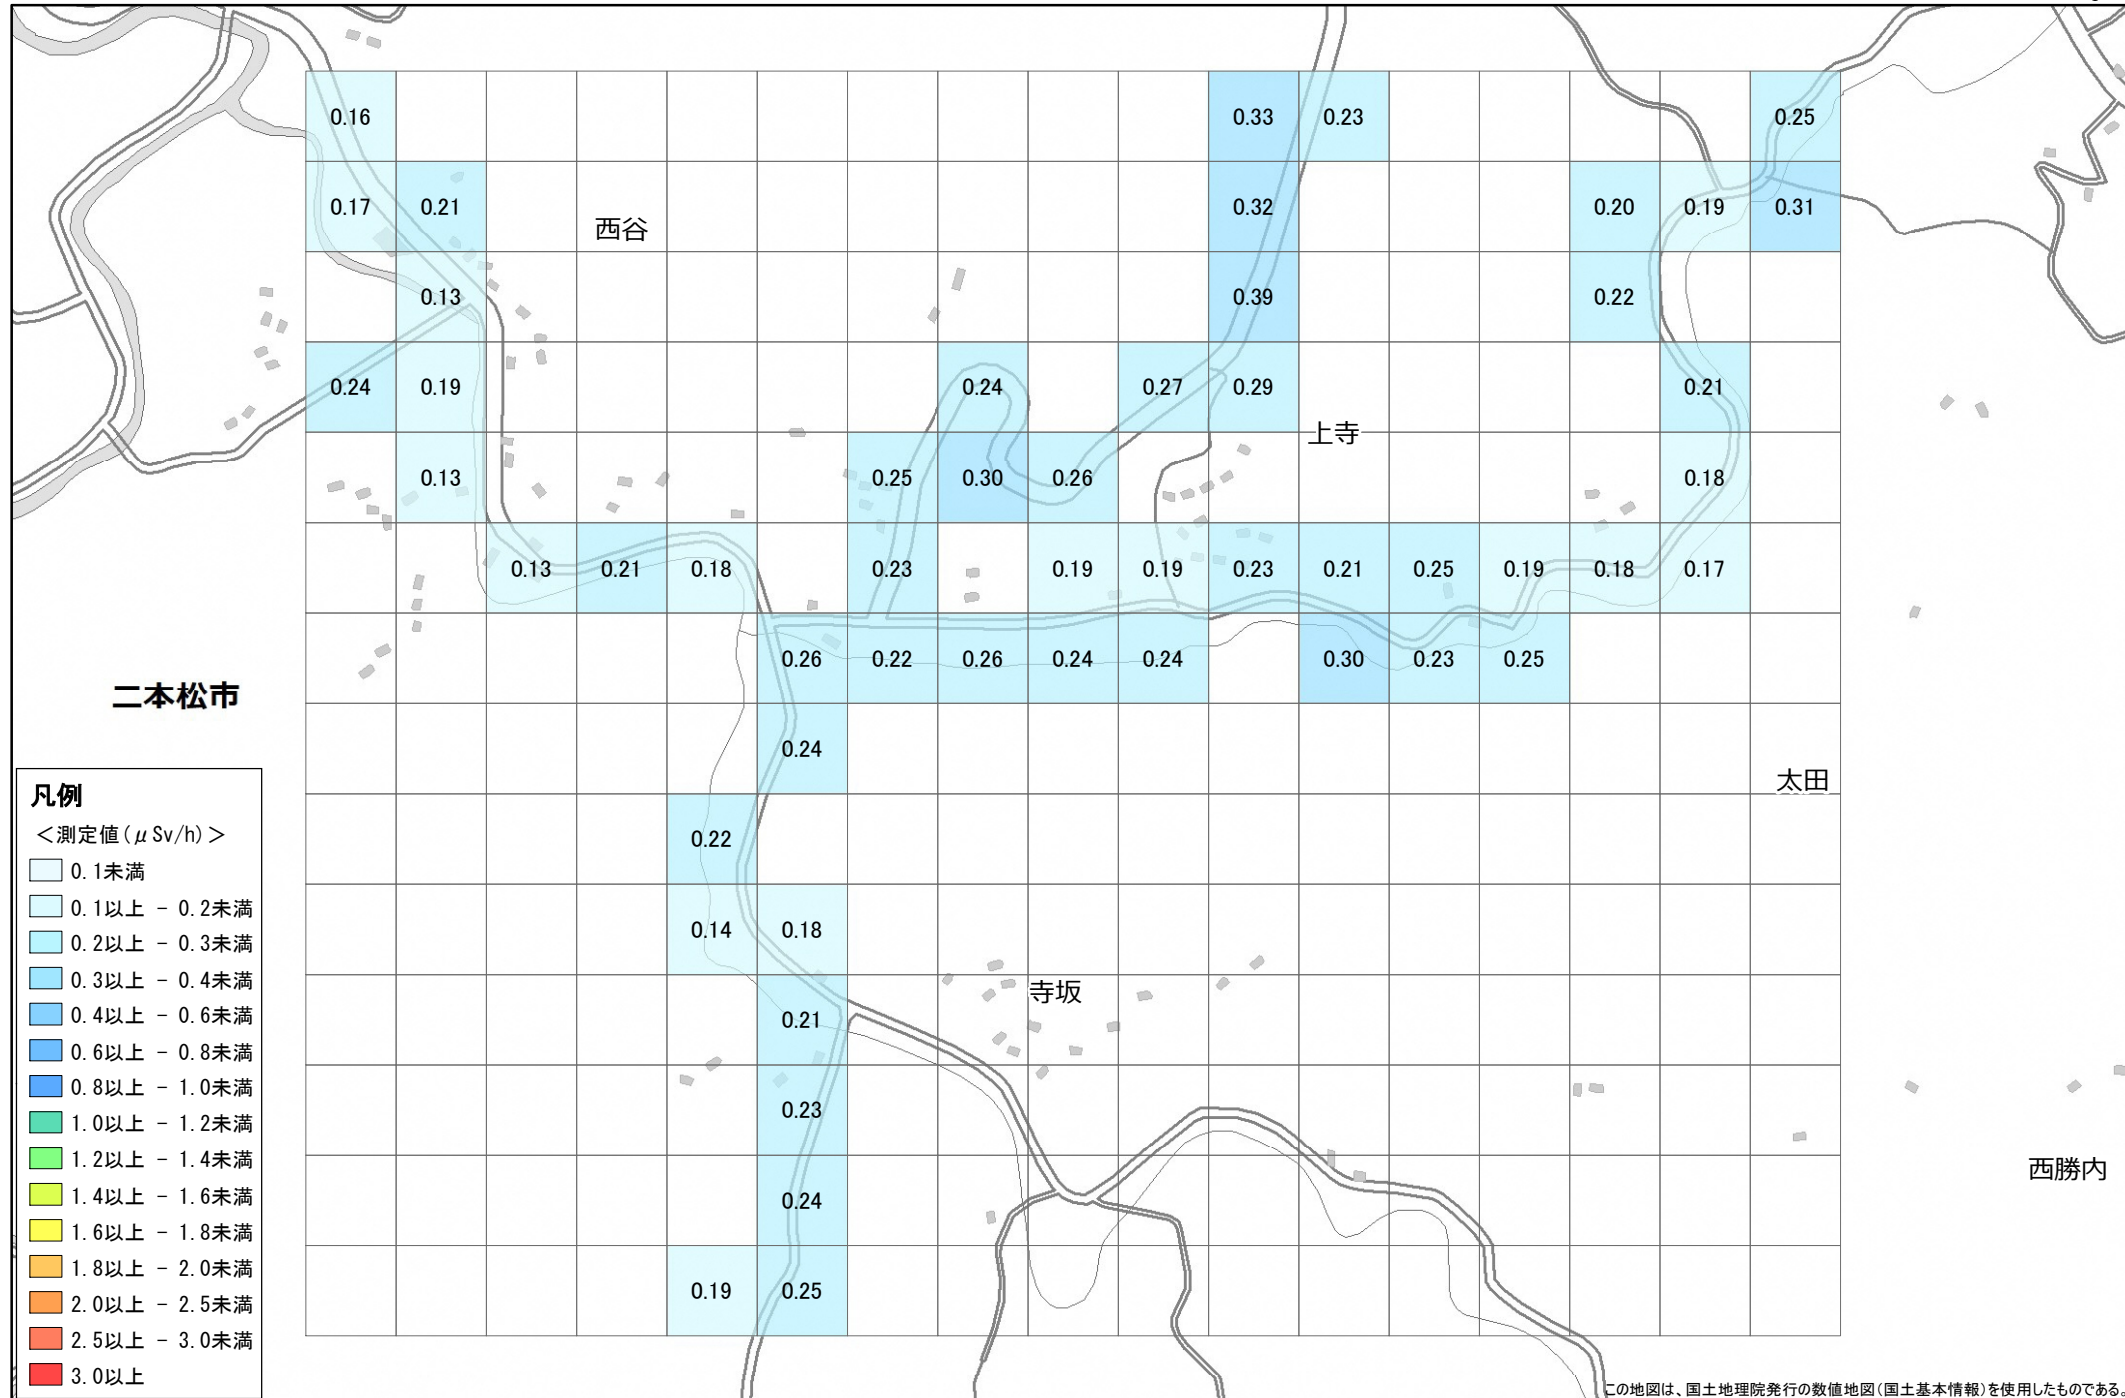 0.16 0.33 0.23 0.25
0.17 0.21 0.32 0.20 0.19 0.31
西谷
0.13 0.39 0.22
0.24 0.19 0.24 0.27 0.29 0.21
上寺
0.13 0.25 0.30 0.26 0.18
0.13 0.21 0.18 0.23 0.19 0.19 0.23 0.21 0.25 0.19 0.18 0.17
0.26 0.22 0.26 0.24 0.24 0.30 0.23 0.25
二本松市
0.24
太田
0.22
0.14 0.18
寺坂
0.21
0.23
西勝内
0.24
0.19 0.25
凡例
＜測定値(μSv/h)＞
0.1未満
0.1以上 - 0.2未満
0.2以上 - 0.3未満
0.3以上 - 0.4未満
0.4以上 - 0.6未満
0.6以上 - 0.8未満
0.8以上 - 1.0未満
1.0以上 - 1.2未満
1.2以上 - 1.4未満
1.4以上 - 1.6未満
1.6以上 - 1.8未満
1.8以上 - 2.0未満
2.0以上 - 2.5未満
2.5以上 - 3.0未満
3.0以上
この地図は、国土地理院発行の数値地図(国土基本情報)を使用したものである。